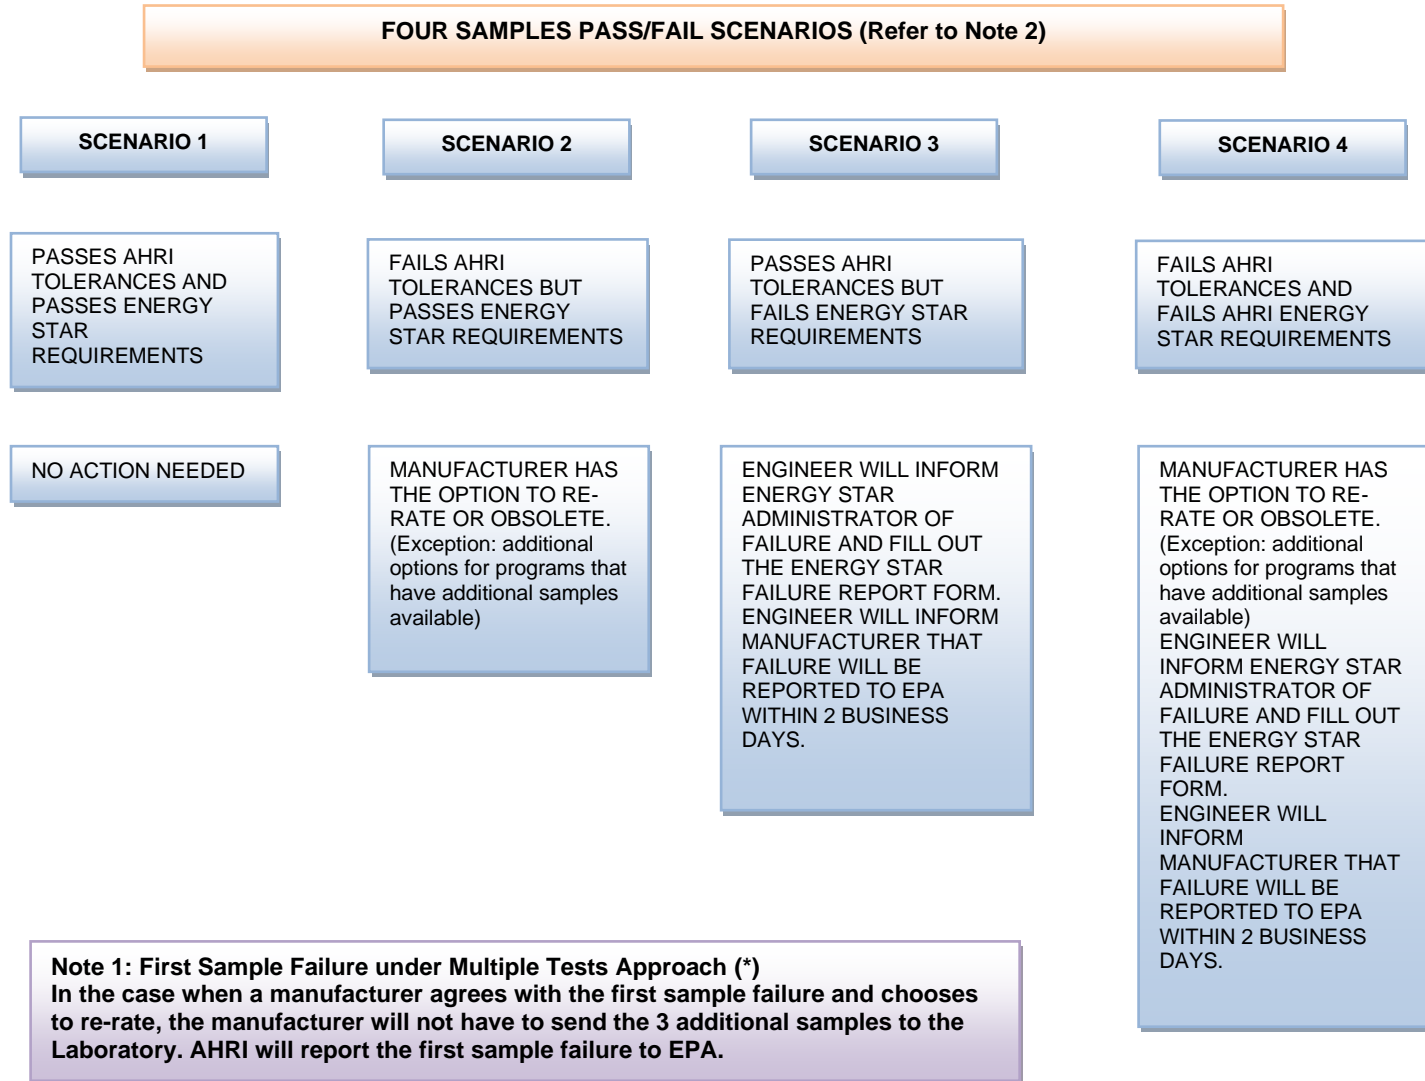 FOUR SAMPLES PASS/FAIL SCENARIOS (Refer to Note 2)
SCENARIO 1
SCENARIO 2
SCENARIO 3
SCENARIO 4
PASSES AHRI
TOLERANCES AND
PASSES ENERGY
STAR
REQUIREMENTS
FAILS AHRI
TOLERANCES BUT
PASSES ENERGY
STAR REQUIREMENTS
PASSES AHRI
TOLERANCES BUT
FAILS ENERGY STAR
REQUIREMENTS
FAILS AHRI
TOLERANCES AND
FAILS AHRI ENERGY
STAR REQUIREMENTS
NO ACTION NEEDED
MANUFACTURER HAS
THE OPTION TO RE-
RATE OR OBSOLETE.
(Exception: additional
options for programs that
have additional samples
available)
ENGINEER WILL INFORM
ENERGY STAR
ADMINISTRATOR OF
FAILURE AND FILL OUT
THE ENERGY STAR
FAILURE REPORT FORM.
ENGINEER WILL INFORM
MANUFACTURER THAT
FAILURE WILL BE
REPORTED TO EPA
WITHIN 2 BUSINESS
DAYS.
MANUFACTURER HAS
THE OPTION TO RE-
RATE OR OBSOLETE.
(Exception: additional
options for programs that
have additional samples
available)
ENGINEER WILL
INFORM ENERGY STAR
ADMINISTRATOR OF
FAILURE AND FILL OUT
THE ENERGY STAR
FAILURE REPORT
FORM.
ENGINEER WILL
INFORM
MANUFACTURER THAT
FAILURE WILL BE
REPORTED TO EPA
WITHIN 2 BUSINESS
DAYS.
Note 1: First Sample Failure under Multiple Tests Approach (*)
In the case when a manufacturer agrees with the first sample failure and chooses
to re-rate, the manufacturer will not have to send the 3 additional samples to the
Laboratory. AHRI will report the first sample failure to EPA.